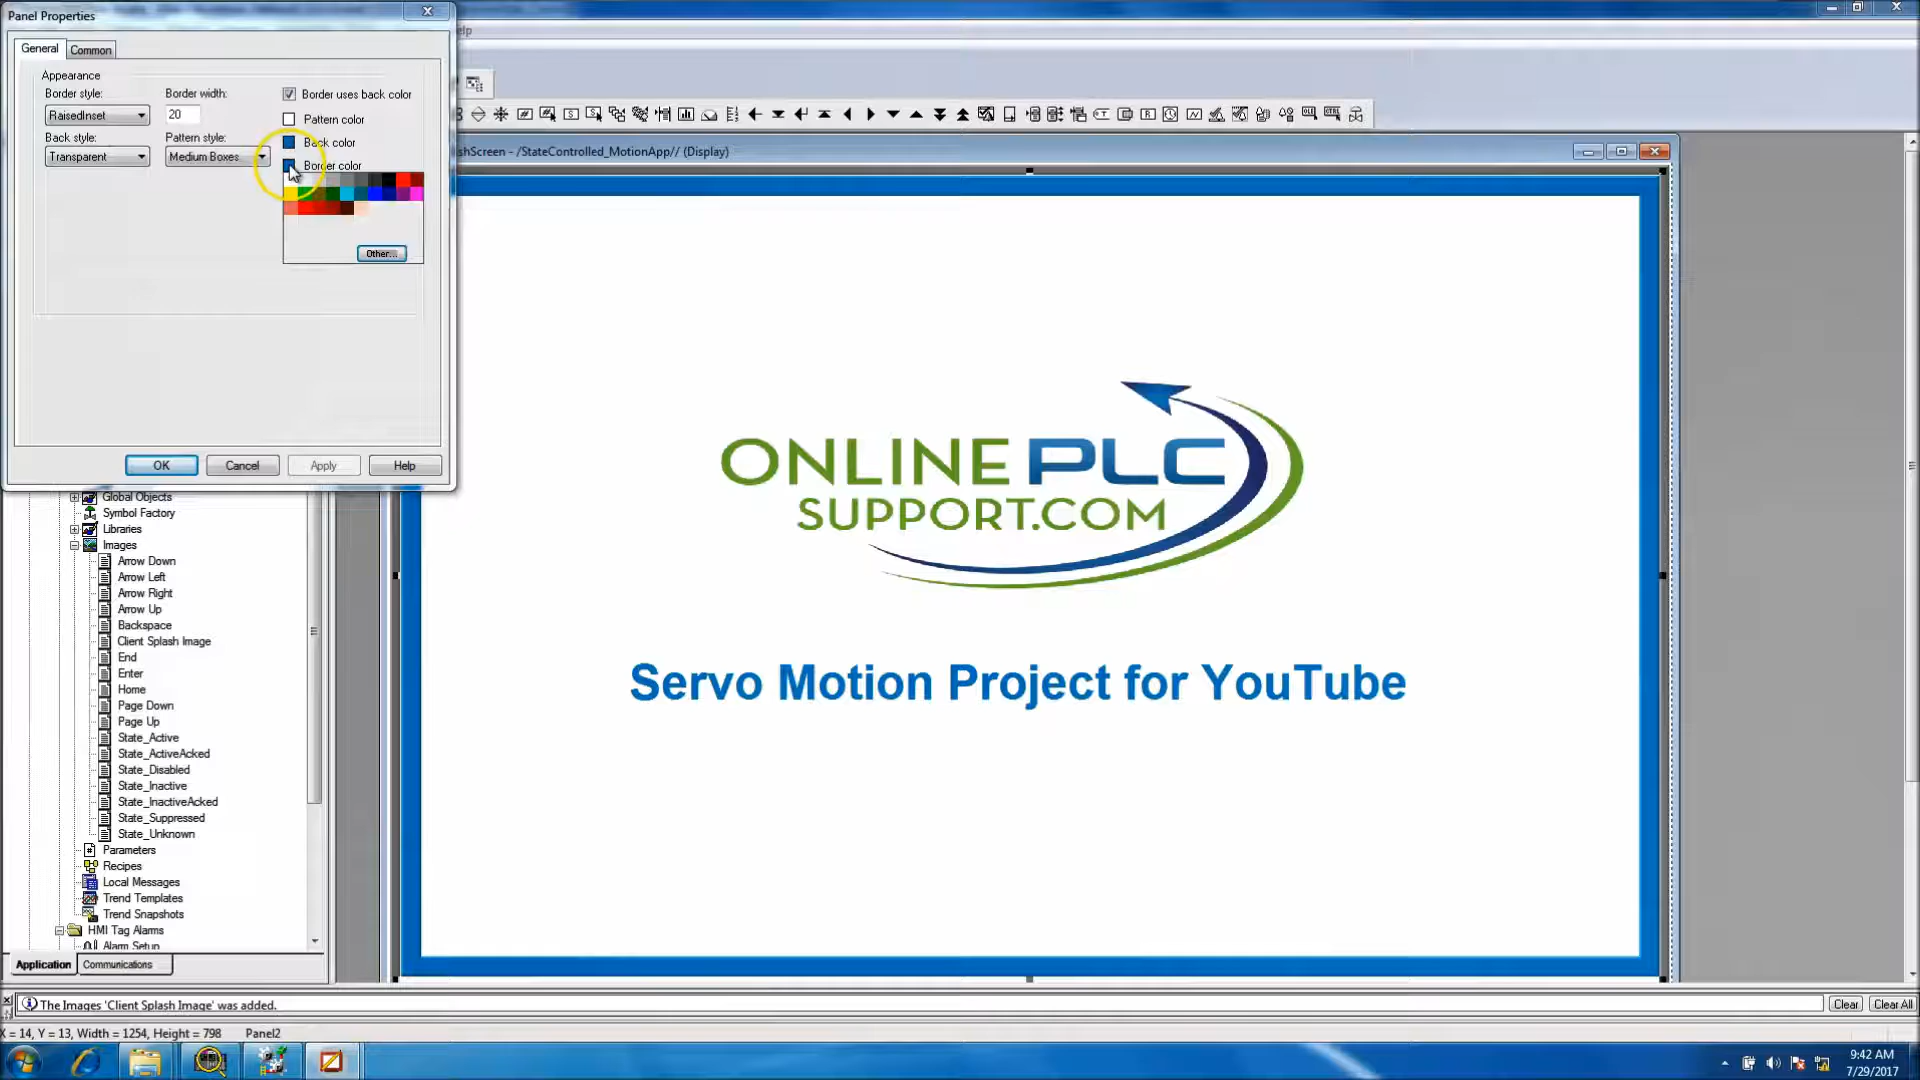 Panel Properties
General
Common
elp
Appearance
Border style:
Border width:
Border uses back color
RaisedInset
20
Pattern color
Back style:
Pattern style:
Back color
Transparent
Medium Boxes
Border color
Other...
OK
Cancel
Apply
Help
shScreen - /StateControlled_MotionApp// (Display)
ONLINE PLC
SUPPORT.COM
Servo Motion Project for YouTube
Global Objects
Symbol Factory
Libraries
Images
Arrow Down
Arrow Left
Arrow Right
Arrow Up
Backspace
Client Splash Image
End
Enter
Home
Page Down
Page Up
State_Active
State_ActiveAcked
State_Disabled
State_Inactive
State_InactiveAcked
State_Suppressed
State_Unknown
Parameters
Recipes
Local Messages
Trend Templates
Trend Snapshots
HMI Tag Alarms
Alarm Setup
Application
Communications
The Images 'Client Splash Image' was added.
Clear
Clear All
X = 14, Y = 13, Width = 1254, Height = 798
Panel2
9:42 AM
7/29/2017